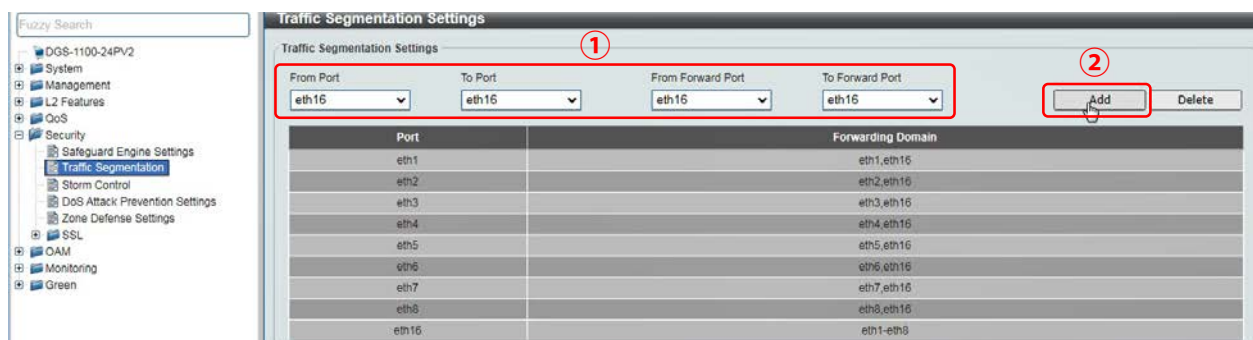 Fuzzy Search
DGS-1100-24PV2
System
Management
L2 Features
QoS
Security
Safeguard Engine Settings
Traffic Segmentation
Storm Control
DoS Attack Prevention Settings
Zone Defense Settings
SSL
OAM
Monitoring
Green
Traffic Segmentation Settings
Traffic Segmentation Settings
①
②
From Port To Port From Forward Port To Forward Port
eth16 eth16 eth16 eth16 Add Delete
Port Forwarding Domain
eth1 eth1,eth16
eth2 eth2,eth16
eth3 eth3,eth16
eth4 eth4,eth16
eth5 eth5,eth16
eth6 eth6,eth16
eth7 eth7,eth16
eth8 eth8,eth16
eth16 eth1-eth8